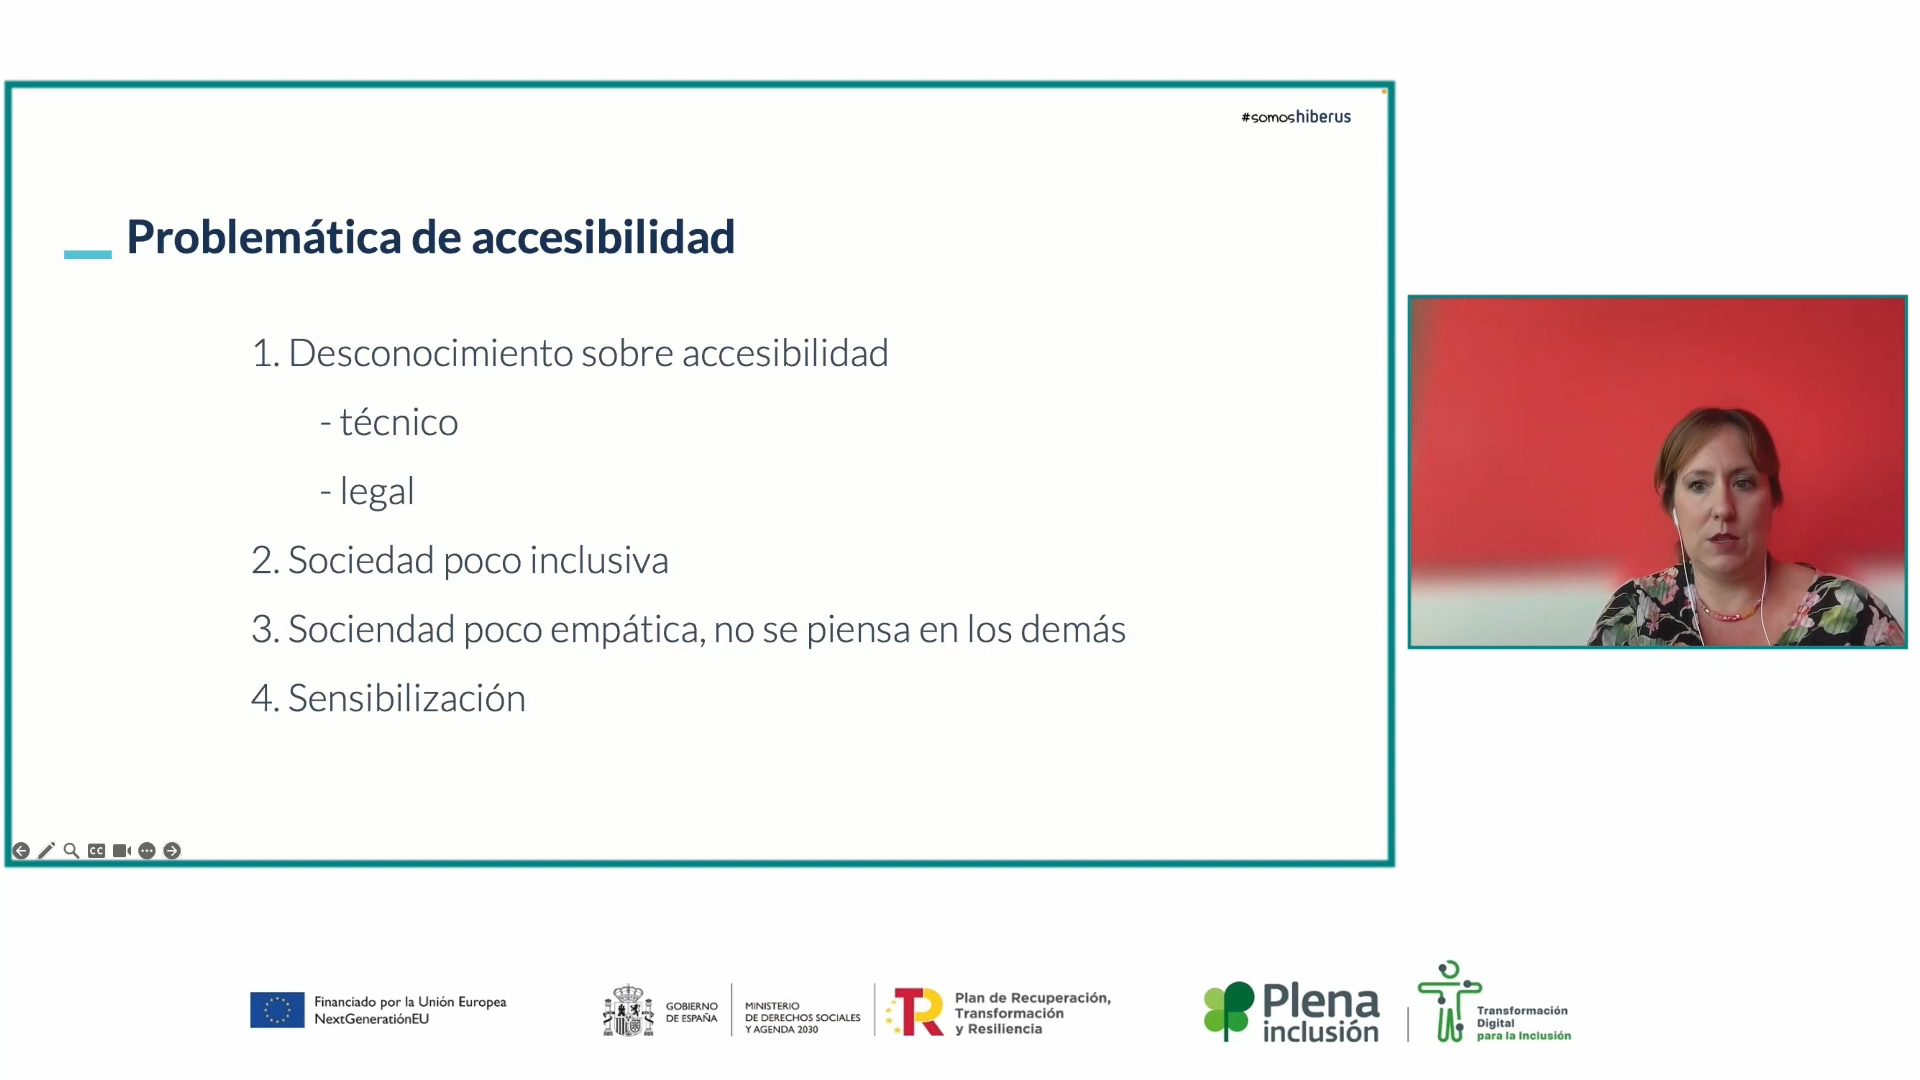 #somoshiberus
Problemática de accesibilidad
1. Desconocimiento sobre accesibilidad
- técnico
- legal
2. Sociedad poco inclusiva
3. Sociendad poco empática, no se piensa en los demás
4. Sensibilización
CC
Financiado por la Unión Europea
NextGenerationEU
GOBIERNO
DE ESPAÑA
MINISTERIO
DE DERECHOS SOCIALES
Y AGENDA 2030
TR
Plan de Recuperación,
Transformación
y Resiliencia
Plena
inclusión
Transformación
Digital
para la Inclusión